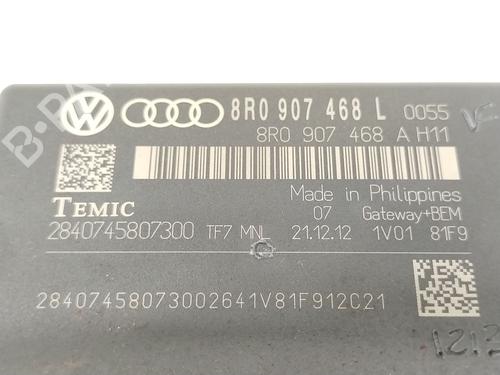 8R0 907 468 L 0055
8R0 907 468 A H11
Made in Philippines
TEMIC 07 Gateway+BEM
2840745807300 TF7 MNL 21.12.12 1V01 81F9
28407458073002641V81F912C21